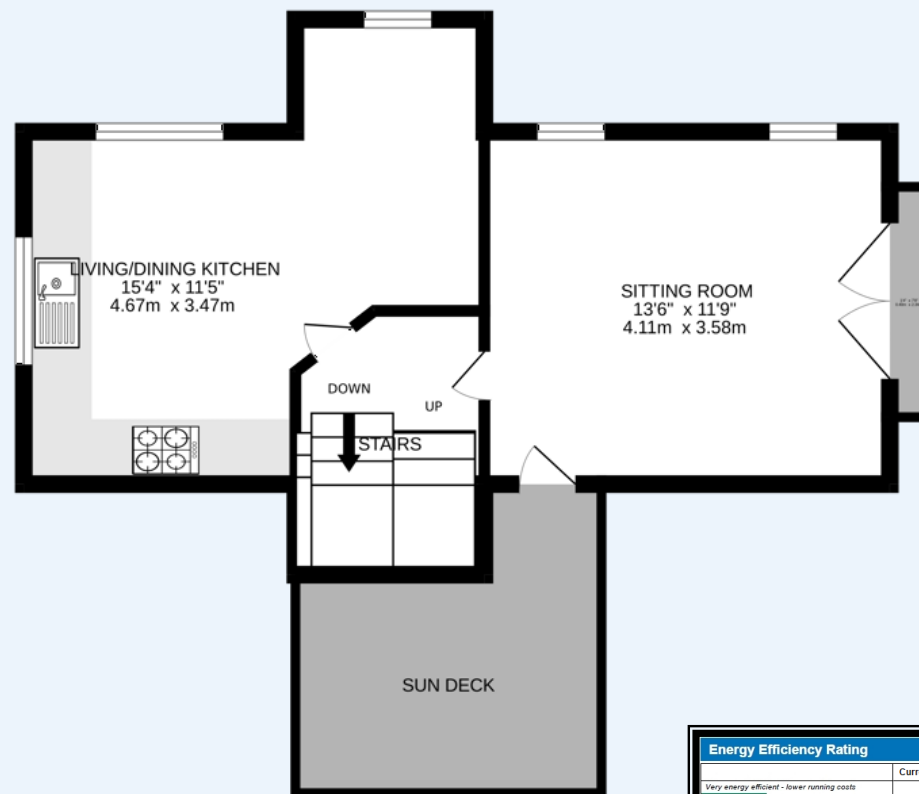 LIVING/DINING KITCHEN
15'4" x 11'5"
4.67m x 3.47m
SITTING ROOM
13'6" x 11'9"
4.11m x 3.58m
DOWN
UP
STAIRS
SUN DECK
Energy Efficiency Rating
Very energy efficient - lower running costs